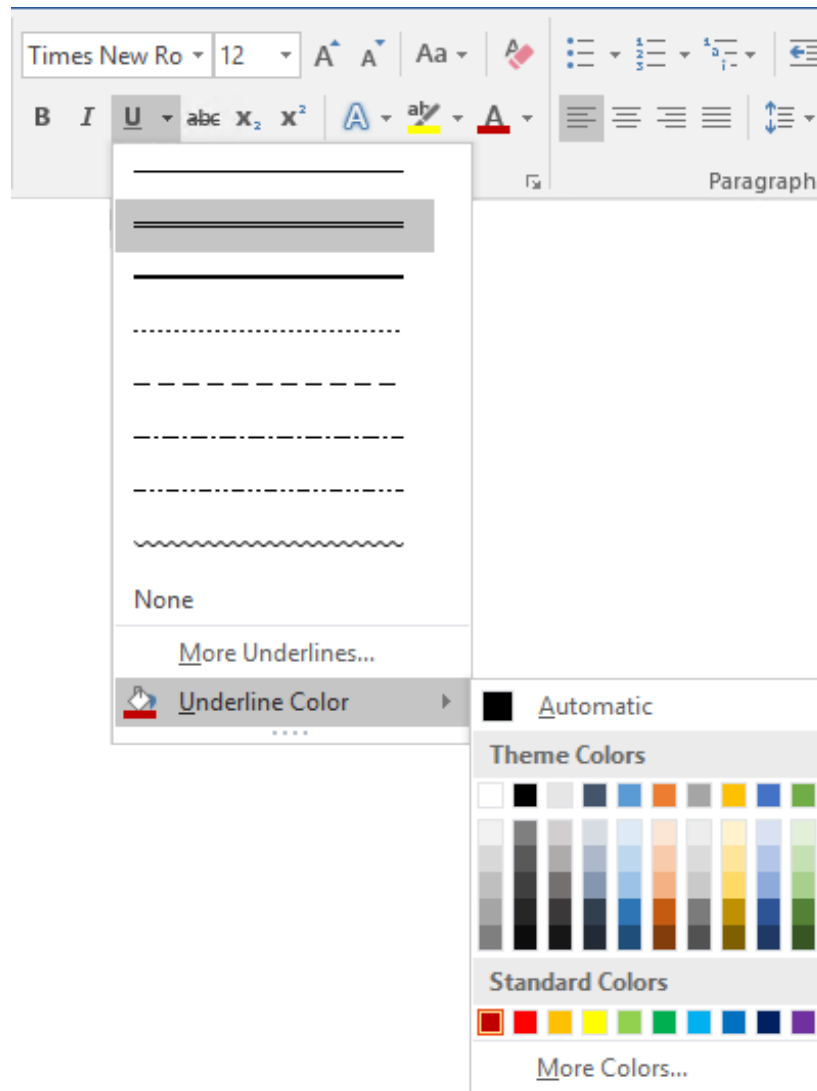 Times New Ro 12 A A Aa A
B I U abc X₂ X² A ab A
Paragraph
None
More Underlines...
Underline Color
Automatic
Theme Colors
Standard Colors
More Colors...